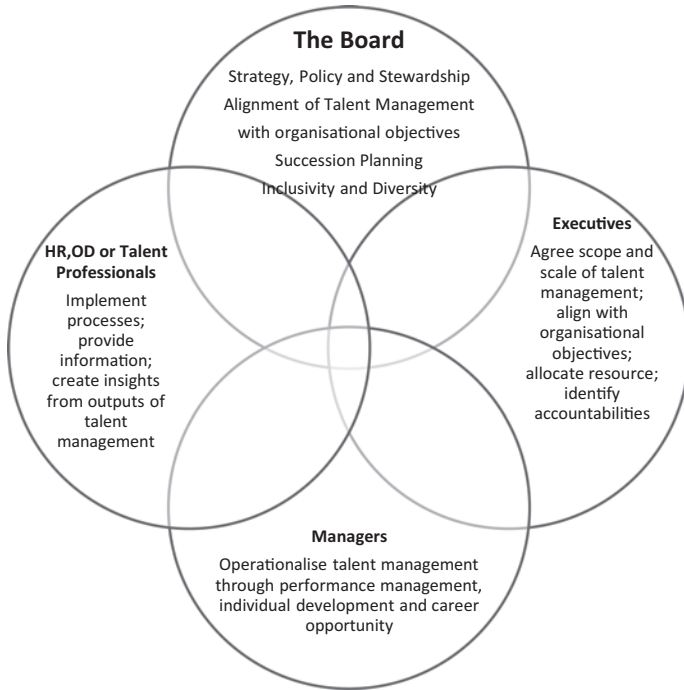 The Board
Strategy, Policy and Stewardship
Alignment of Talent Management
with organisational objectives
Succession Planning
Inclusivity and Diversity
HR,OD or Talent
Professionals
Implement
processes;
provide
information;
create insights
from outputs of
talent
management
Executives
Agree scope and
scale of talent
management;
align with
organisational
objectives;
allocate resource;
identify
accountabilities
Managers
Operationalise talent management
through performance management,
individual development and career
opportunity